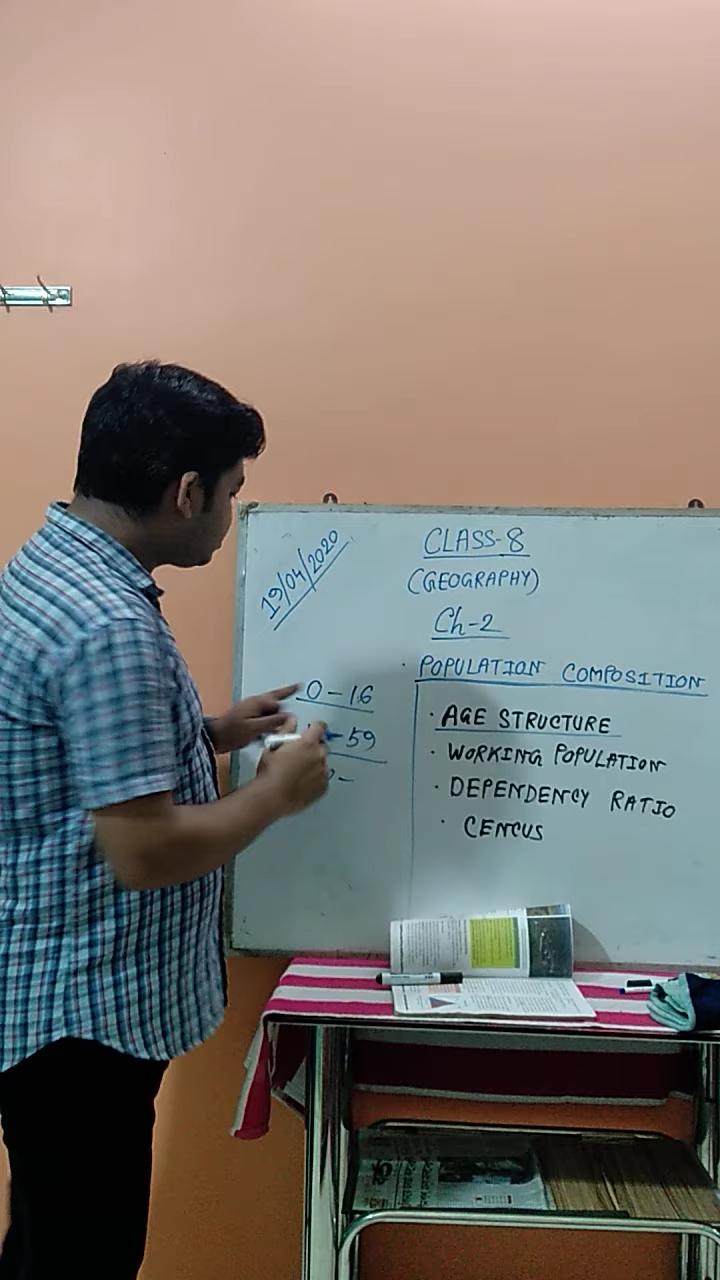 19/04/2020
CLASS-8
(GEOGRAPHY)
Ch-2
· POPULATION COMPOSITION
0-16
-59
· AGE STRUCTURE
· WORKING POPULATION
· DEPENDENCY RATIO
· CENCUS